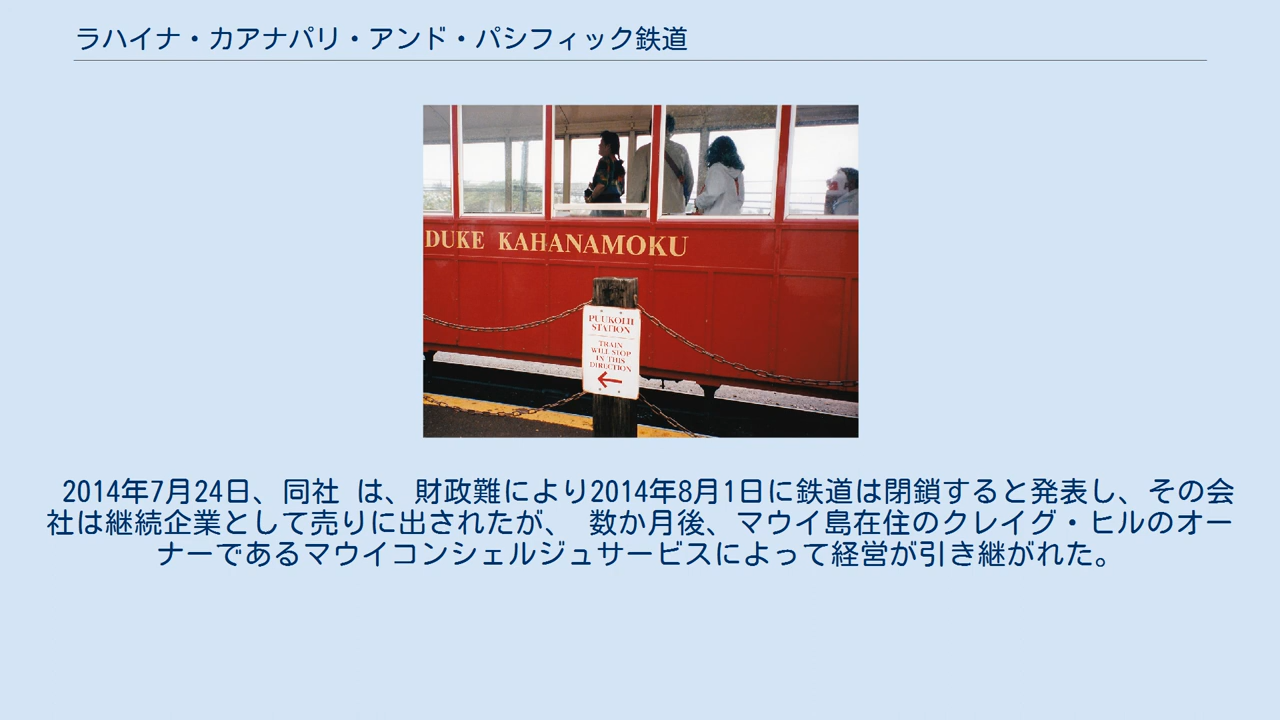 ラハイナ・カアナパリ・アンド・パシフィック鉄道
DUKE KAHANAMOKU
PUUKOLII
STATION
TRAIN
WILL STOP
IN THIS
DIRECTION
2014年7月24日、同社 は、財政難により2014年8月1日に鉄道は閉鎖すると発表し、その会
社は継続企業として売りに出されたが、 数か月後、マウイ島在住のクレイグ・ヒルのオー
ナーであるマウイコンシェルジュサービスによって経営が引き継がれた。